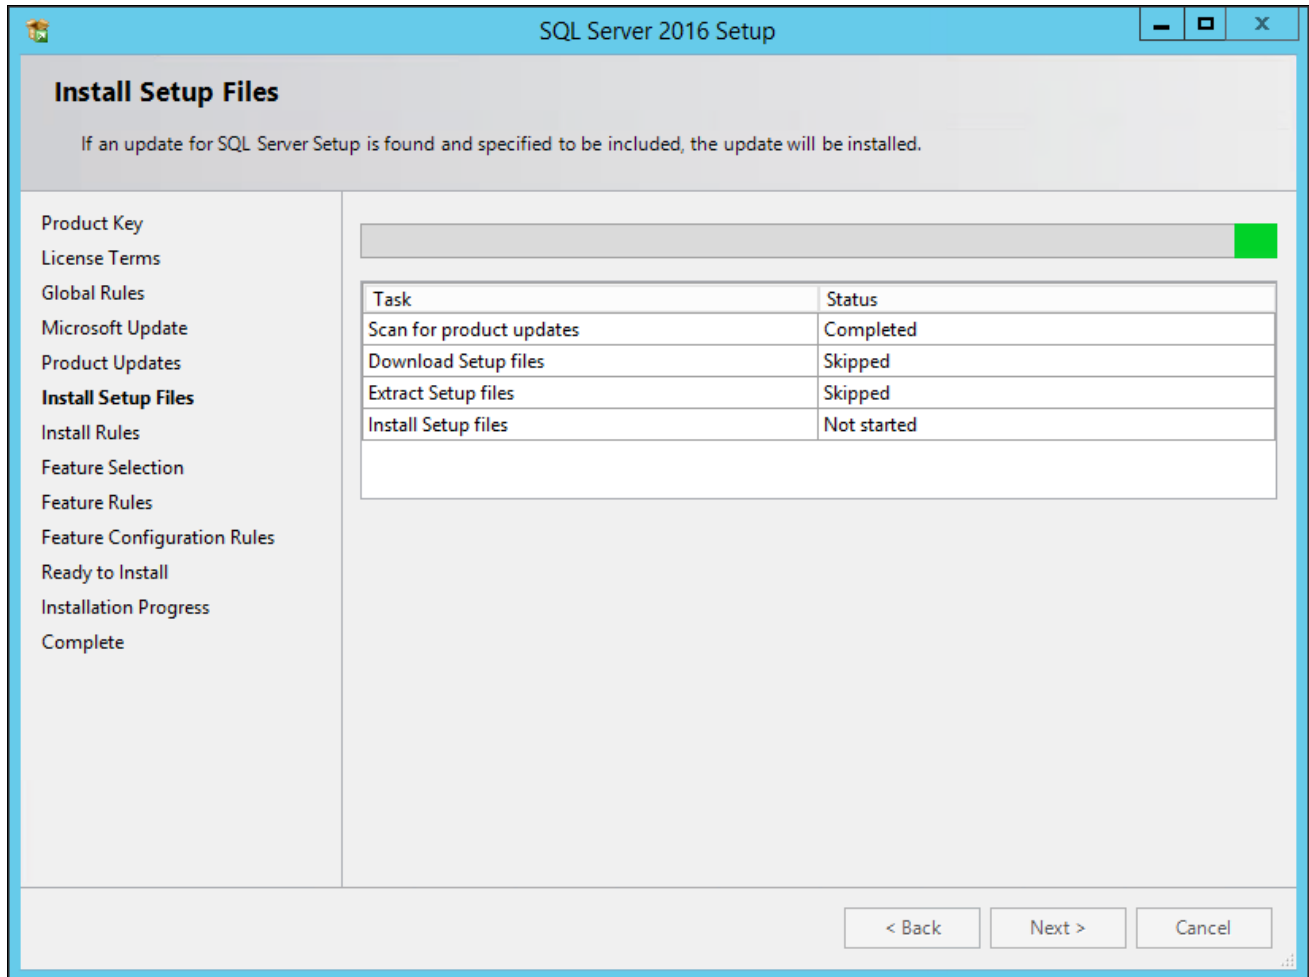 SQL Server 2016 Setup
Install Setup Files
If an update for SQL Server Setup is found and specified to be included, the update will be installed.
Product Key
License Terms
Global Rules
Microsoft Update
Product Updates
Install Setup Files
Install Rules
Feature Selection
Feature Rules
Feature Configuration Rules
Ready to Install
Installation Progress
Complete
Task Status
Scan for product updates Completed
Download Setup files Skipped
Extract Setup files Skipped
Install Setup files Not started
< Back Next > Cancel